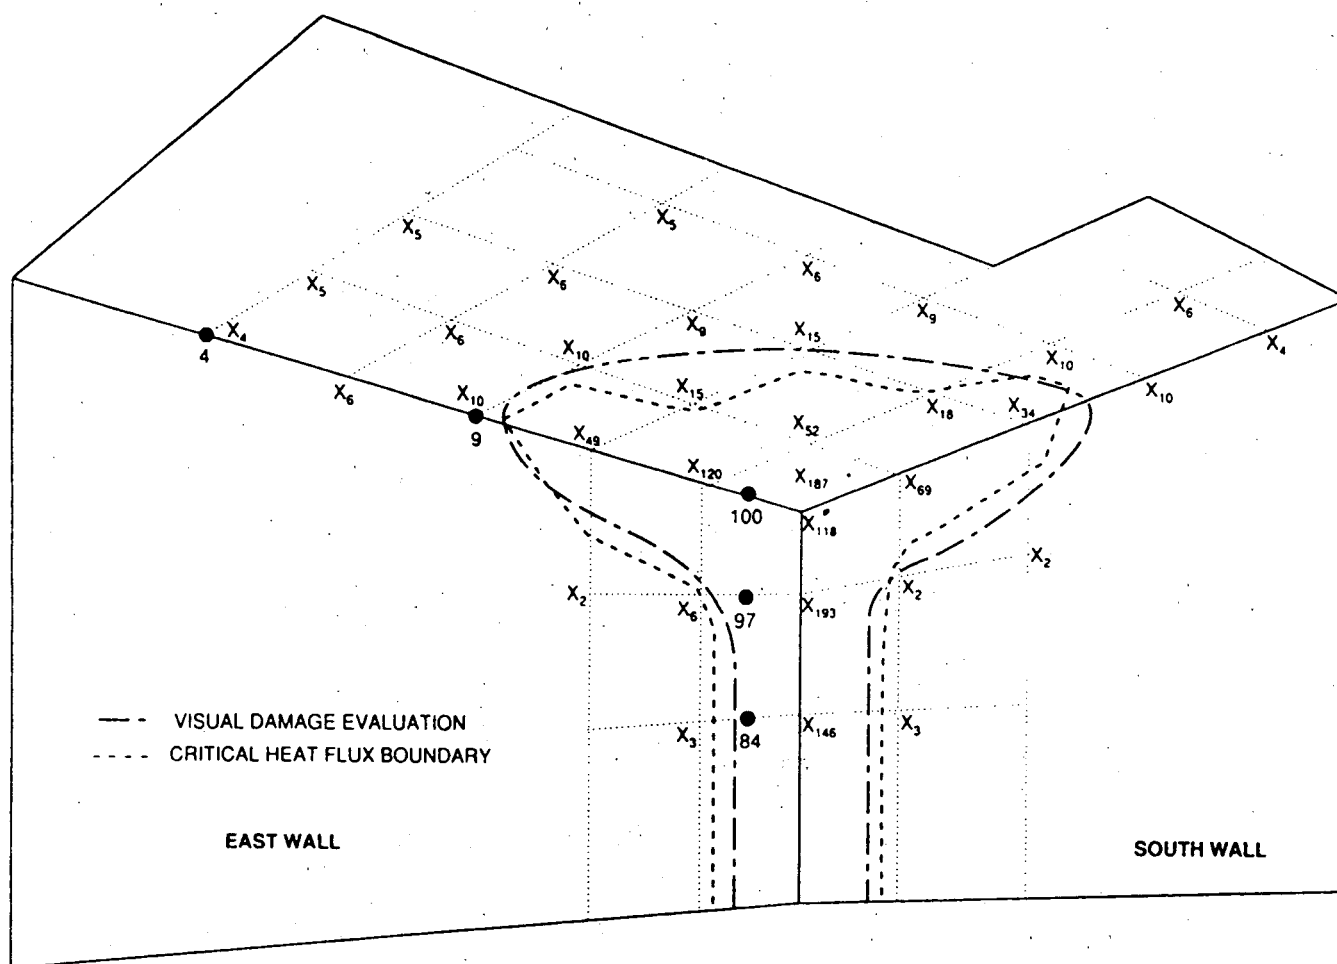 X5
X5
X6
X5
X6
X9
X6
X4
4
X6
X9
X15
X4
X10
X10
X6
X10
9
X15
X18
X34
X10
X49
X52
X120
X187
X69
100
X118
X2
X2
X6
97
X193
X2
VISUAL DAMAGE EVALUATION
X3
84
X146
X3
CRITICAL HEAT FLUX BOUNDARY
EAST WALL
SOUTH WALL